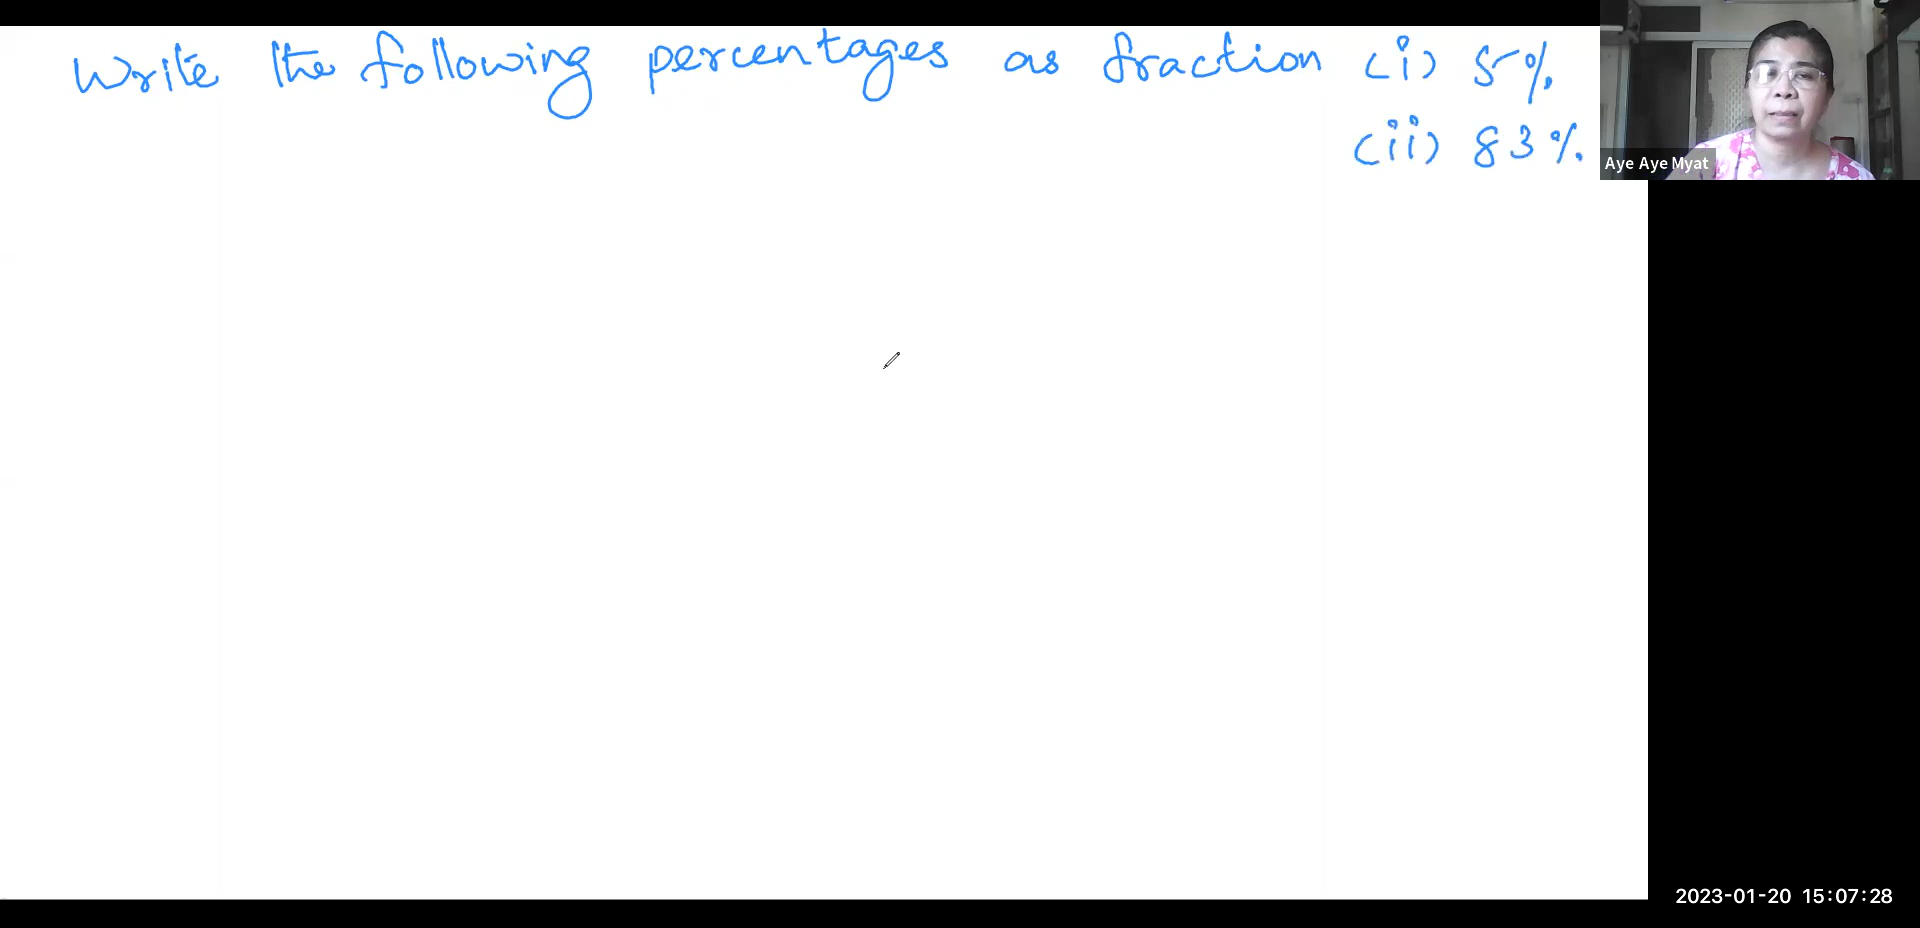 Write the following percentages as fraction (i) 5%
(ii) 83%
Aye Aye Myat
2023-01-20 15:07:28